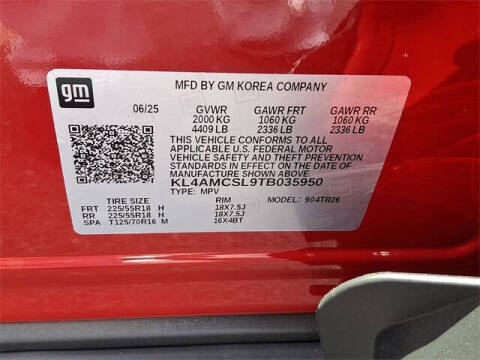 gm
MFD BY GM KOREA COMPANY
06/25 GVWR GAWR FRT GAWR RR
2000 KG 1060 KG 1060 KG
4409 LB 2336 LB 2336 LB
THIS VEHICLE CONFORMS TO ALL
APPLICABLE U.S. FEDERAL MOTOR
VEHICLE SAFETY AND THEFT PREVENTION
STANDARDS IN EFFECT ON THE DATE OF
MANUFACTURE SHOWN ABOVE.
KL4AMCSL9TB035950
TYPE: MPV
TIRE SIZE RIM MODEL: 904TR26
FRT 225/55R18 H 18X7.5J
RR 225/55R18 H 18X7.5J
SPA T125/70R16 M 16X4BT